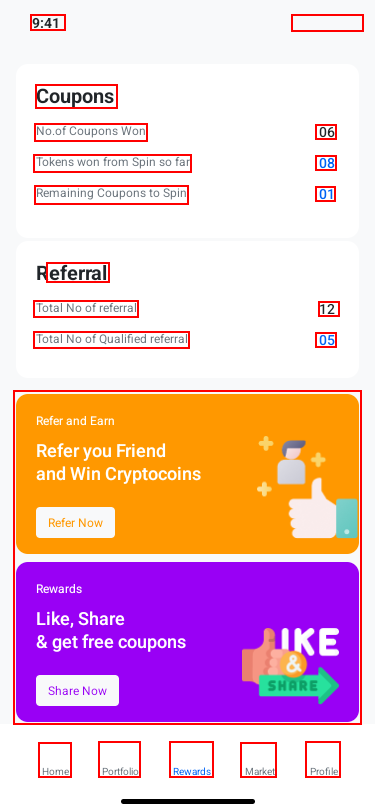 9:41
Coupons
No.of Coupons Won 06
Tokens won from Spin so far 08
Remaining Coupons to Spin 01
Referral
Total No of referral 12
Total No of Qualified referral 05
Refer and Earn
Refer you Friend
and Win Cryptocoins
Refer Now
Rewards
Like, Share
& get free coupons
LIKE
&
SHARE
Share Now
Home Portfolio Rewards Market Profile